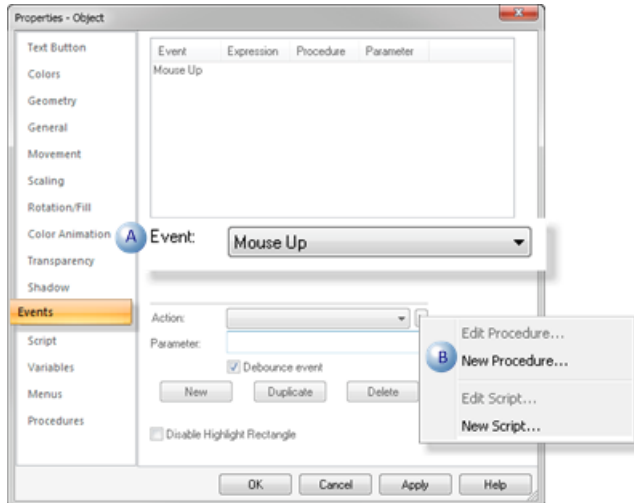 Properties - Object
Text Button
Colors
Geometry
General
Movement
Scaling
Rotation/Fill
Color Animation
Transparency
Shadow
Events
Script
Variables
Menus
Procedures
Event Expression Procedure Parameter
Mouse Up
A Event: Mouse Up
Action:
Parameter:
Debounce event
New Duplicate Delete
Disable Highlight Rectangle
Edit Procedure...
B New Procedure...
Edit Script...
New Script...
OK Cancel Apply Help